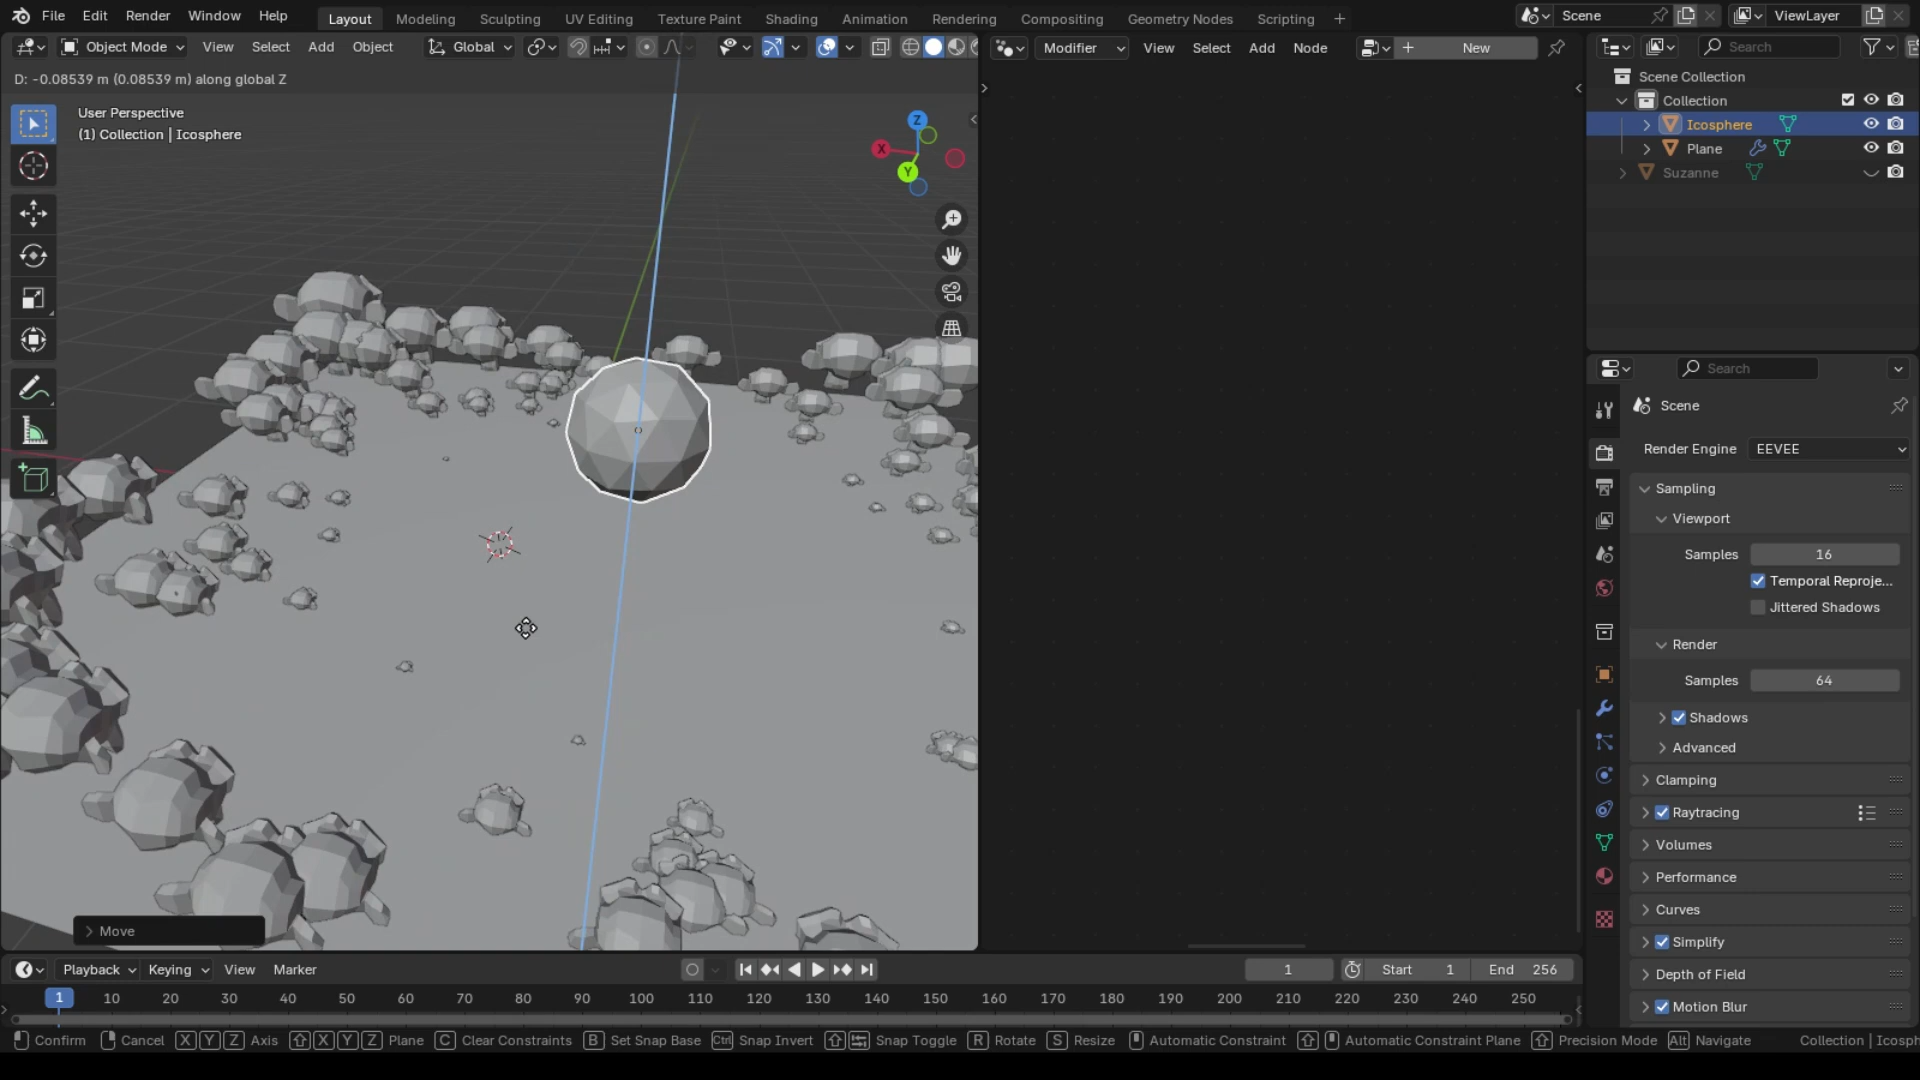 File Edit Render Window Help Layout Modeling Sculpting UV Editing Texture Paint Shading Animation Rendering Compositing Geometry Nodes Scripting + Scene ViewLayer
Object Mode View Select Add Object Global Modifier View Select Add Node + New Search
D: -0.08539 m (0.08539 m) along global Z
User Perspective
(1) Collection | Icosphere
Z
X
Y
Scene Collection
Collection
Icosphere
Plane
Suzanne
Search
Scene
Render Engine EEVEE
Sampling
Viewport
Samples 16
Temporal Reproje...
Jittered Shadows
Render
Samples 64
Shadows
Advanced
Clamping
Raytracing
Volumes
Performance
Curves
Simplify
Depth of Field
Motion Blur
Move
Playback Keying View Marker 1 Start 1 End 256
1 10 20 30 40 50 60 70 80 90 100 110 120 130 140 150 160 170 180 190 200 210 220 230 240 250
Confirm Cancel X Y Z Axis X Y Z Plane C Clear Constraints B Set Snap Base Ctrl Snap Invert Snap Toggle R Rotate S Resize Automatic Constraint Automatic Constraint Plane Precision Mode Alt Navigate Collection | Icosph